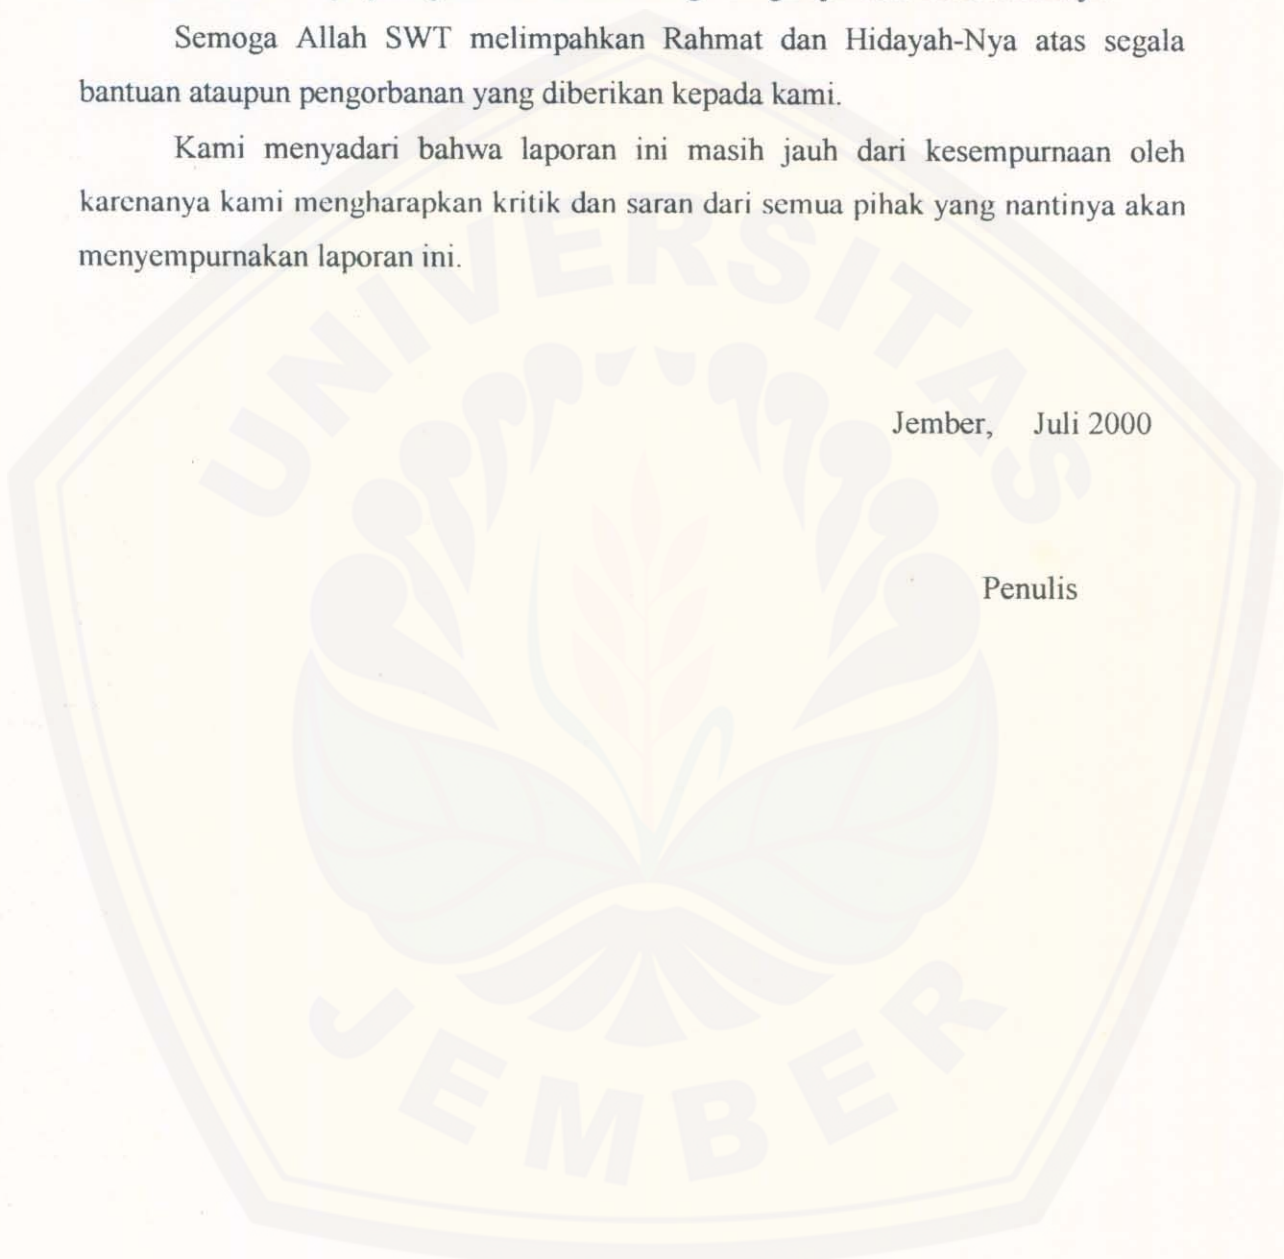 Semoga Allah SWT melimpahkan Rahmat dan Hidayah-Nya atas segala
bantuan ataupun pengorbanan yang diberikan kepada kami.
Kami menyadari bahwa laporan ini masih jauh dari kesempurnaan oleh
karenanya kami mengharapkan kritik dan saran dari semua pihak yang nantinya akan
menyempurnakan laporan ini.
UNIVERSITAS
Jember, Juli 2000
Penulis
JEMBER